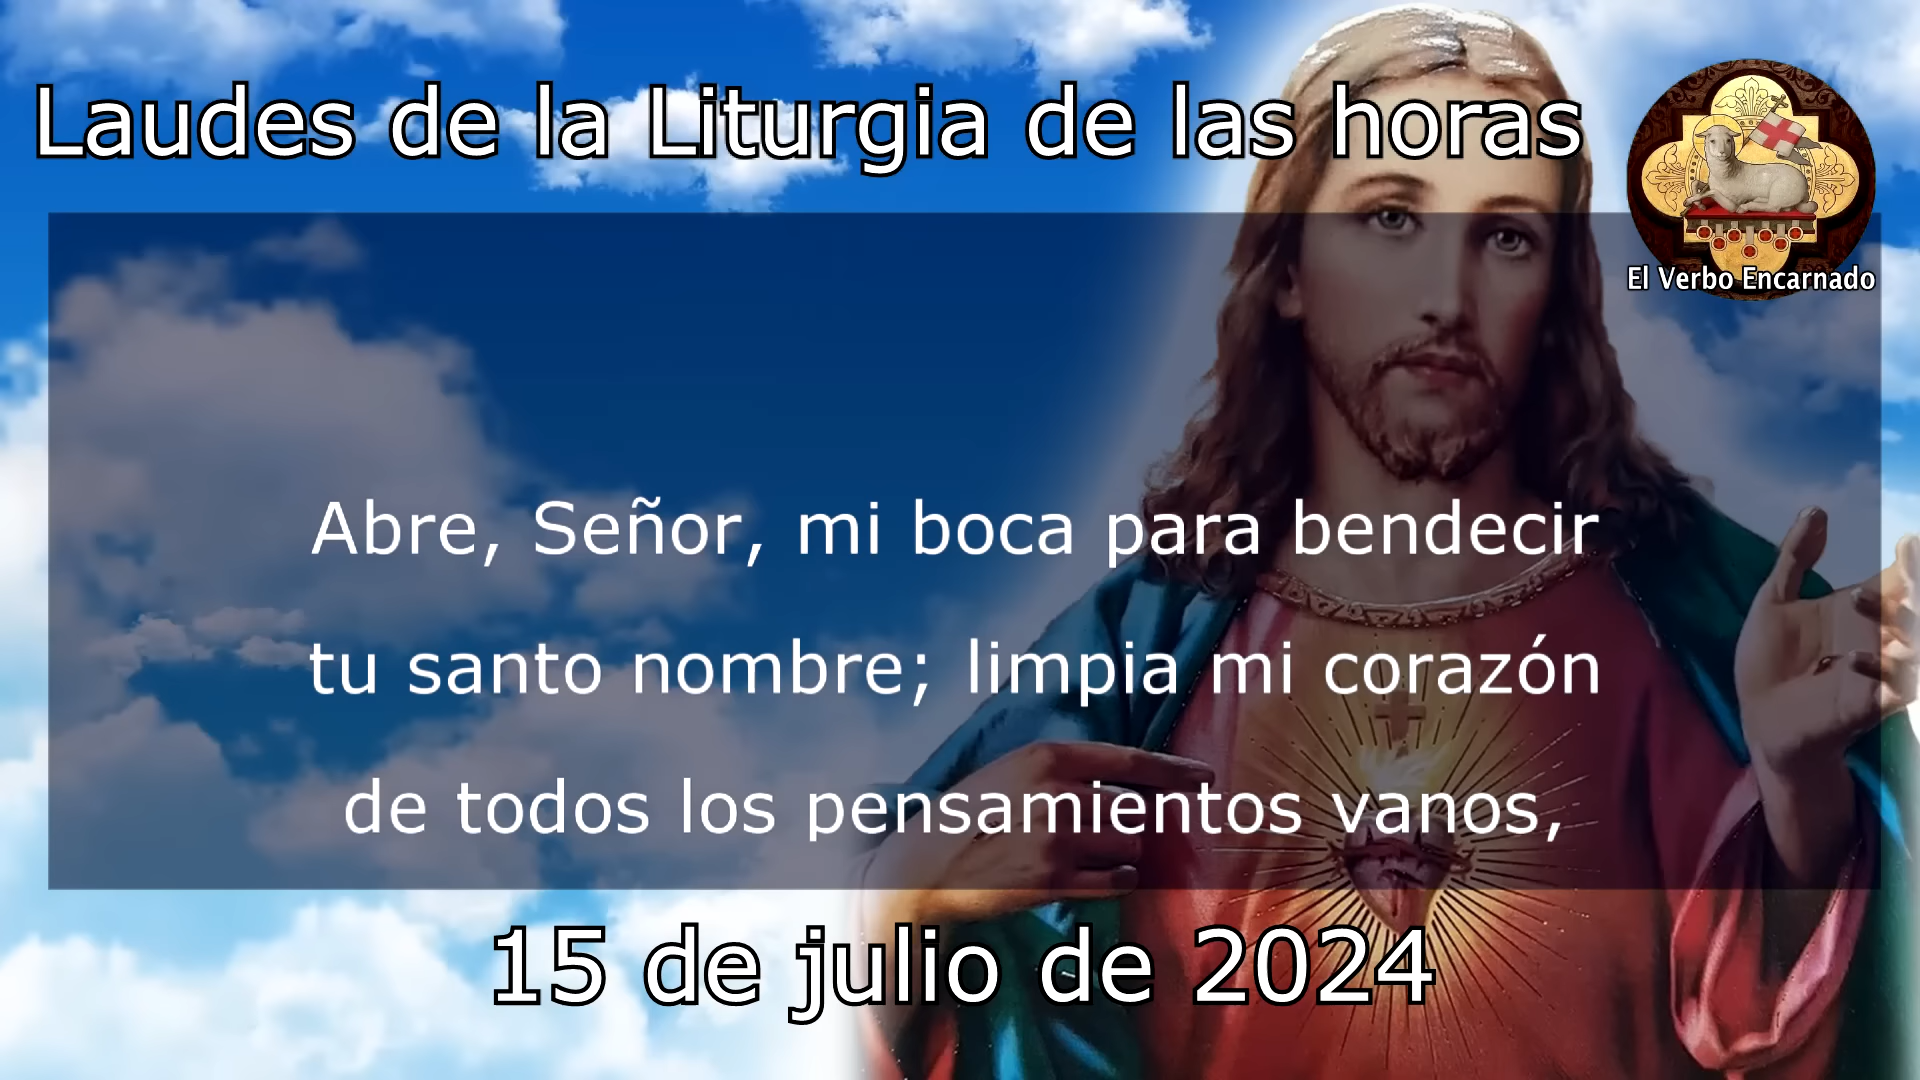 Laudes de la Liturgia de las horas
El Verbo Encarnado
Abre, Señor, mi boca para bendecir
tu santo nombre; limpia mi corazón
de todos los pensamientos vanos,
15 de julio de 2024